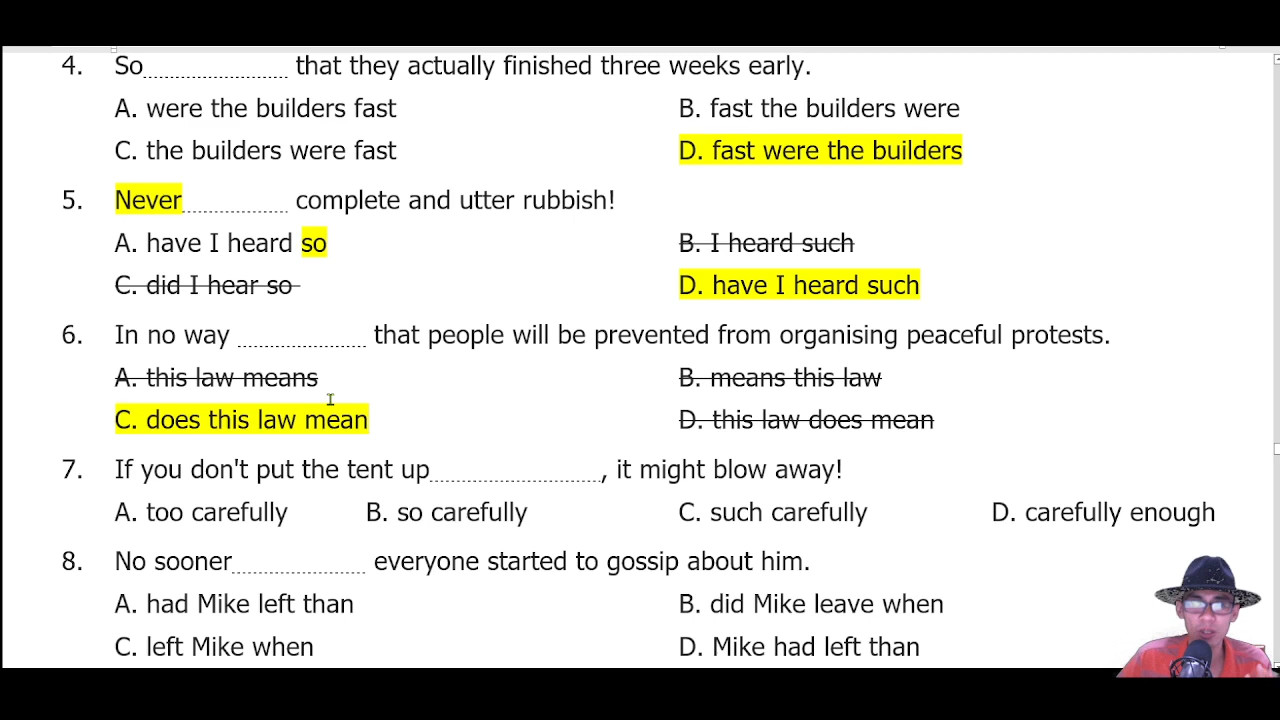 4. So.......................... that they actually finished three weeks early.
A. were the builders fast B. fast the builders were
C. the builders were fast D. fast were the builders
5. Never................... complete and utter rubbish!
A. have I heard so B. I heard such
C. did I hear so D. have I heard such
6. In no way ....................... that people will be prevented from organising peaceful protests.
A. this law means B. means this law
C. does this law mean D. this law does mean
7. If you don't put the tent up..............................., it might blow away!
A. too carefully B. so carefully C. such carefully D. carefully enough
8. No sooner........................ everyone started to gossip about him.
A. had Mike left than B. did Mike leave when
C. left Mike when D. Mike had left than